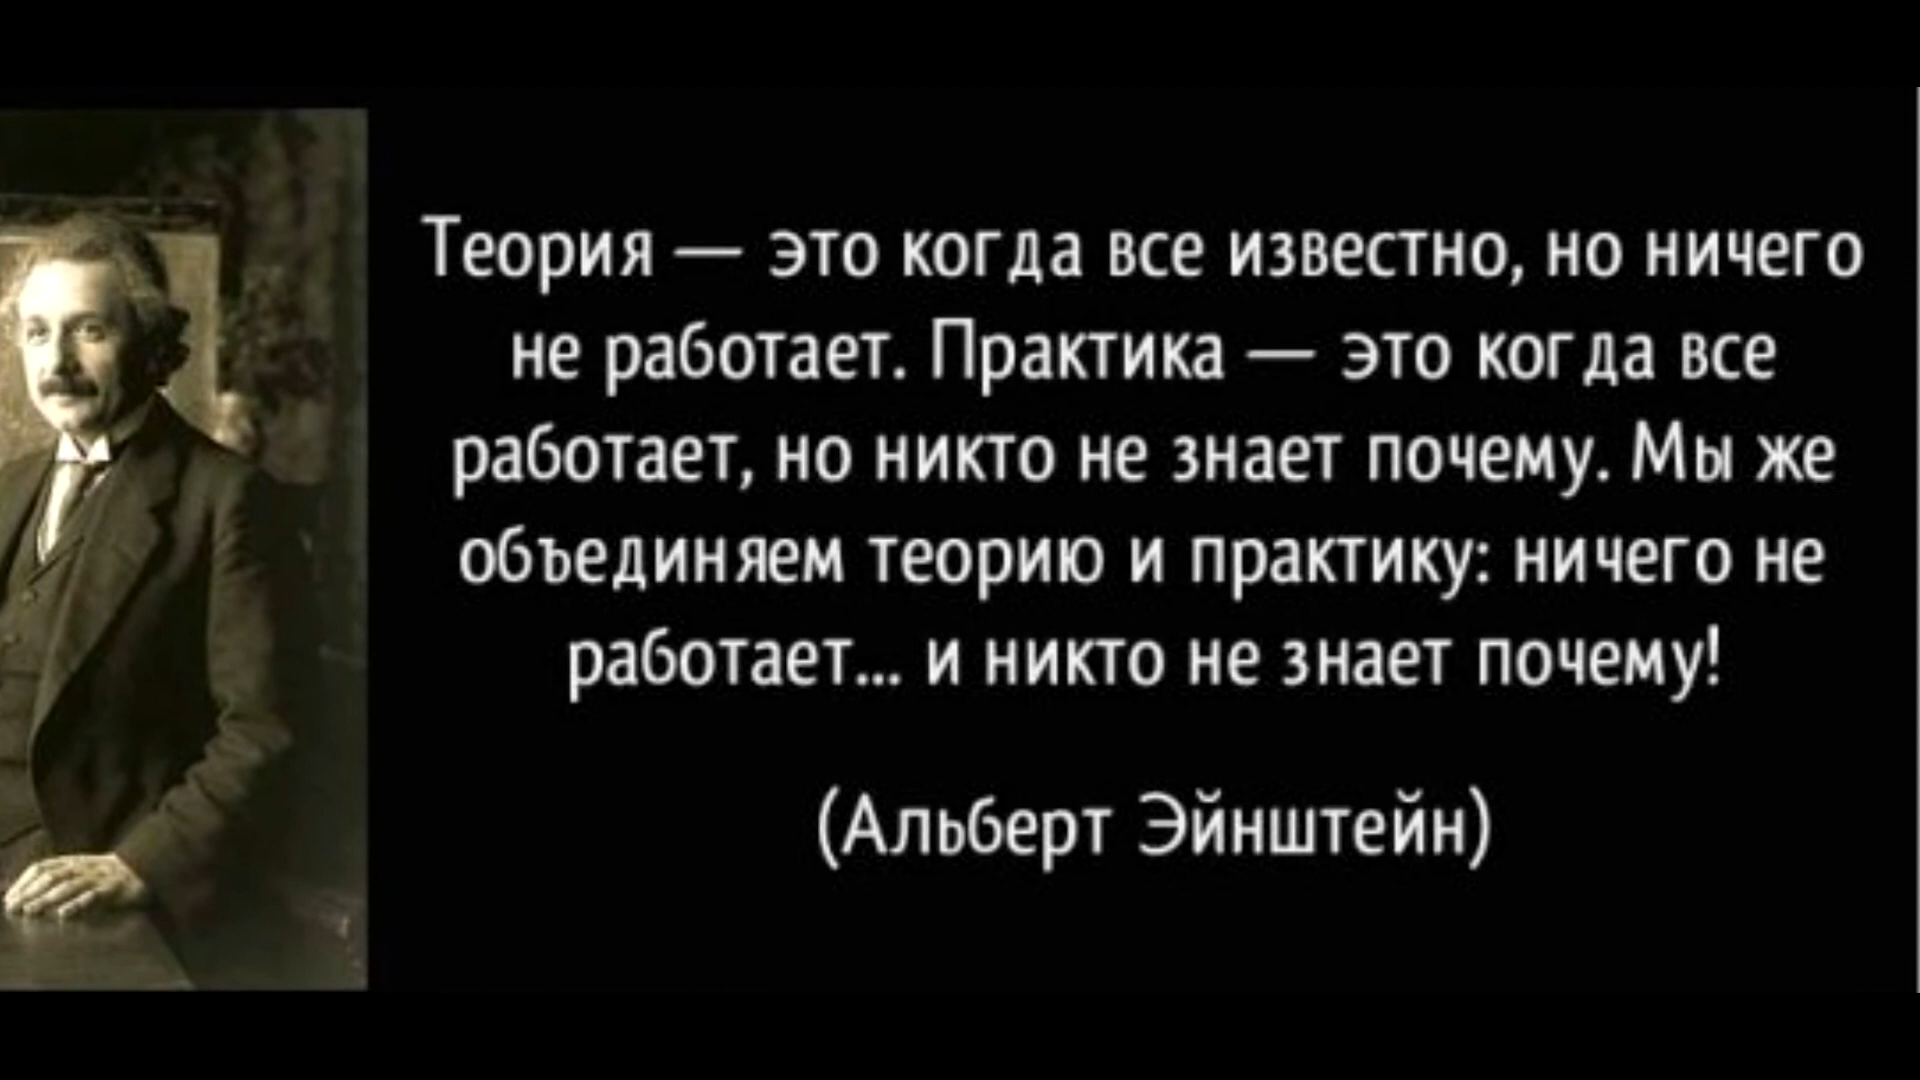 Теория — это когда все известно, но ничего
не работает. Практика — это когда все
работает, но никто не знает почему. Мы же
объединяем теорию и практику: ничего не
работает... и никто не знает почему!
(Альберт Эйнштейн)